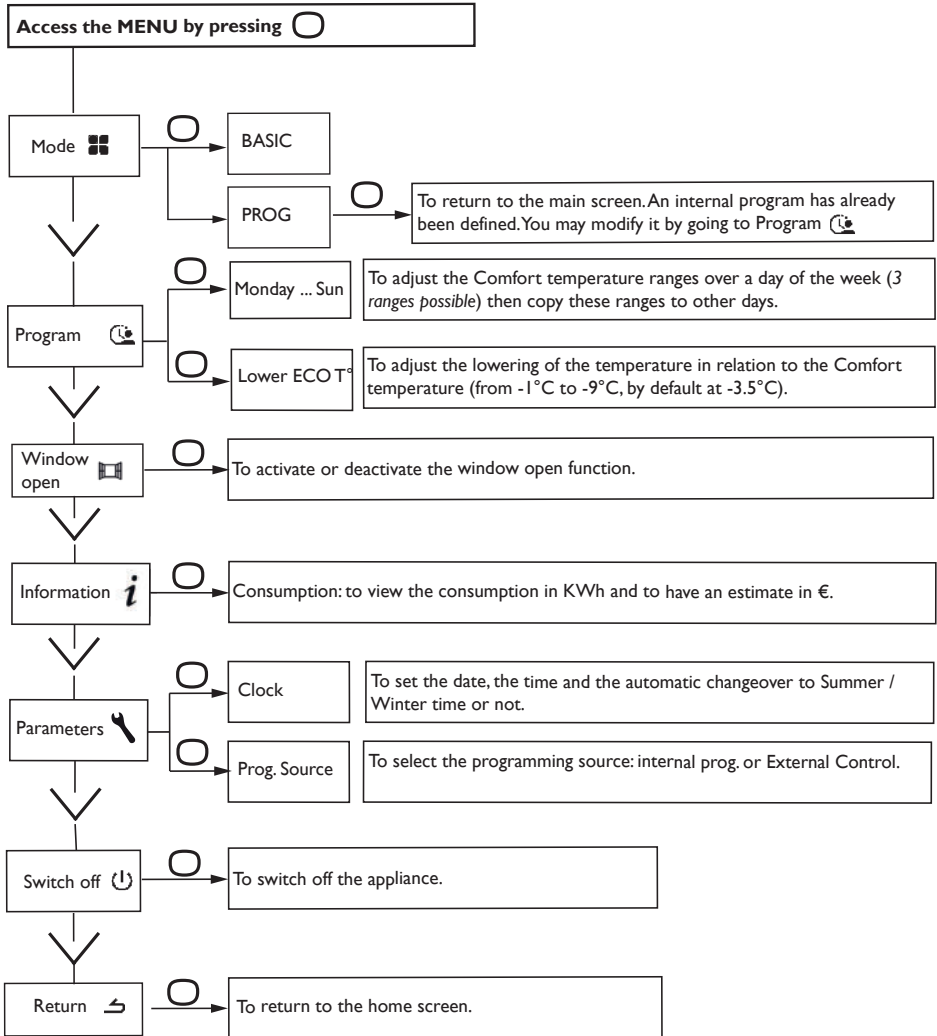 Access the MENU by pressing
Mode
BASIC
PROG
To return to the main screen. An internal program has already
been defined. You may modify it by going to Program
Program
Monday ... Sun
To adjust the Comfort temperature ranges over a day of the week (3
ranges possible) then copy these ranges to other days.
Lower ECO T°
To adjust the lowering of the temperature in relation to the Comfort
temperature (from -1°C to -9°C, by default at -3.5°C).
Window
open
To activate or deactivate the window open function.
Information i
Consumption: to view the consumption in KWh and to have an estimate in €.
Parameters
Clock
To set the date, the time and the automatic changeover to Summer /
Winter time or not.
Prog. Source
To select the programming source: internal prog. or External Control.
Switch off
To switch off the appliance.
Return
To return to the home screen.